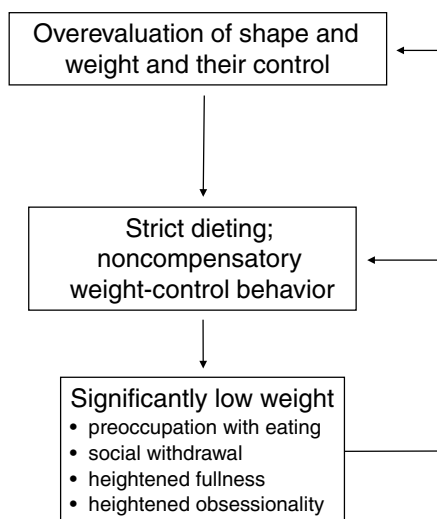 Overevaluation of shape and
weight and their control
Strict dieting;
noncompensatory
weight-control behavior
Significantly low weight
• preoccupation with eating
• social withdrawal
• heightened fullness
• heightened obsessionality